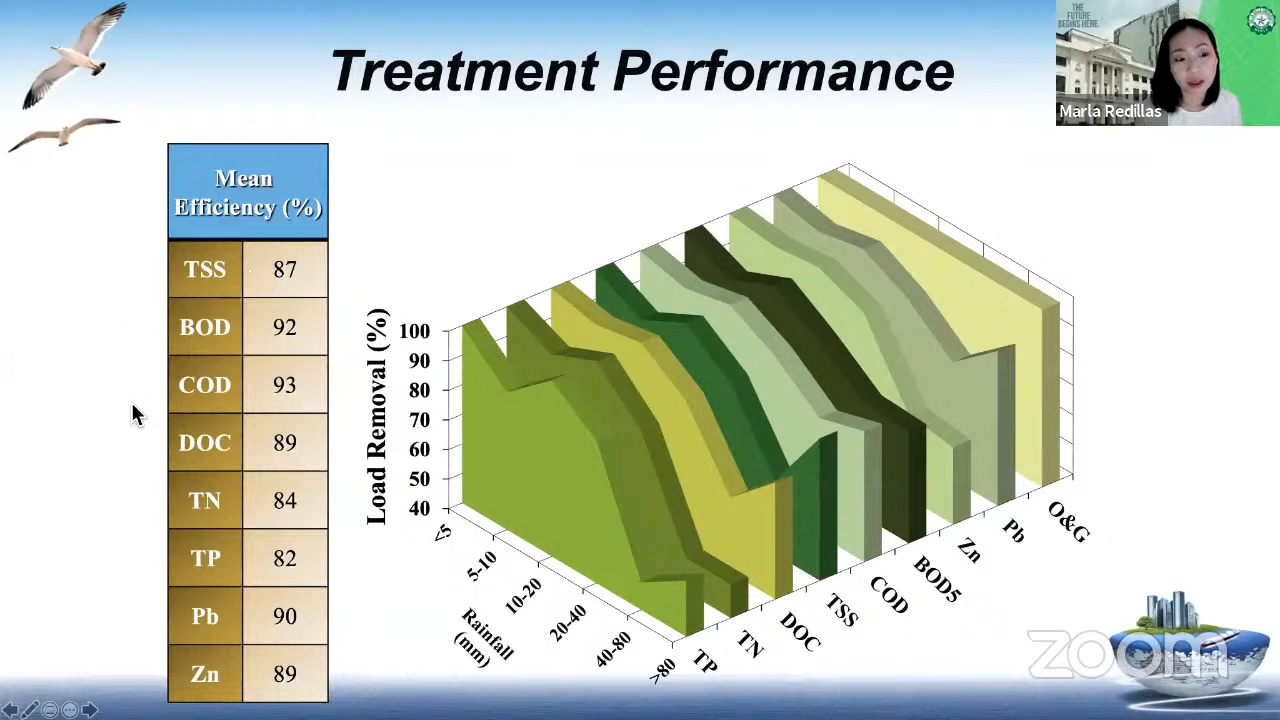 Treatment Performance
THE
FUTURE
BEGINS HERE.
Marla Redillas
Mean
Efficiency (%)
TSS 87
BOD 92
COD 93
DOC 89
TN 84
TP 82
Pb 90
Zn 89
Load Removal (%)
100
90
80
70
60
50
40
<5
5-10
10-20
20-40
40-80
>80
Rainfall
(mm)
TP
TN
DOC
TSS
COD
BOD5
Zn
Pb
O&G
zoom